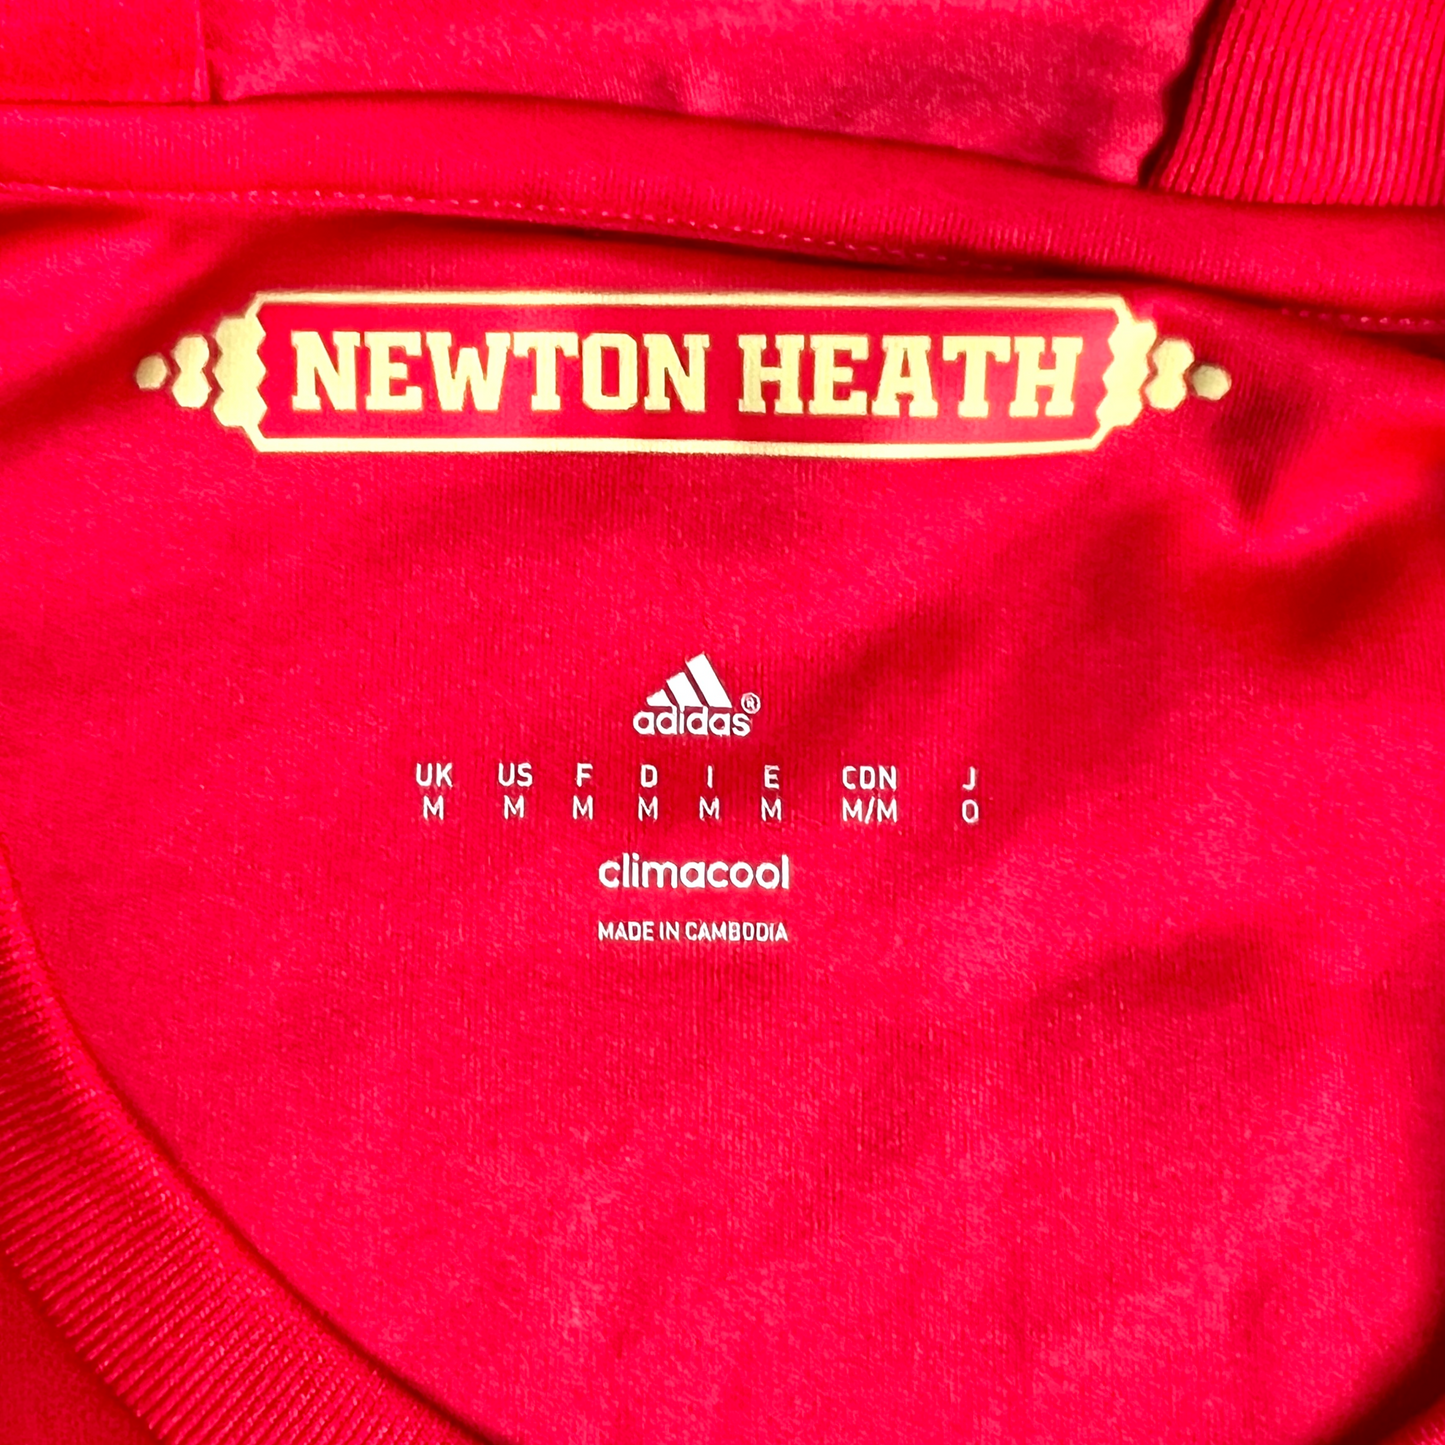 NEWTON HEATH
adidas®
UK US F D I E CDN J
M M M M M M M/M O
climacool
MADE IN CAMBODIA